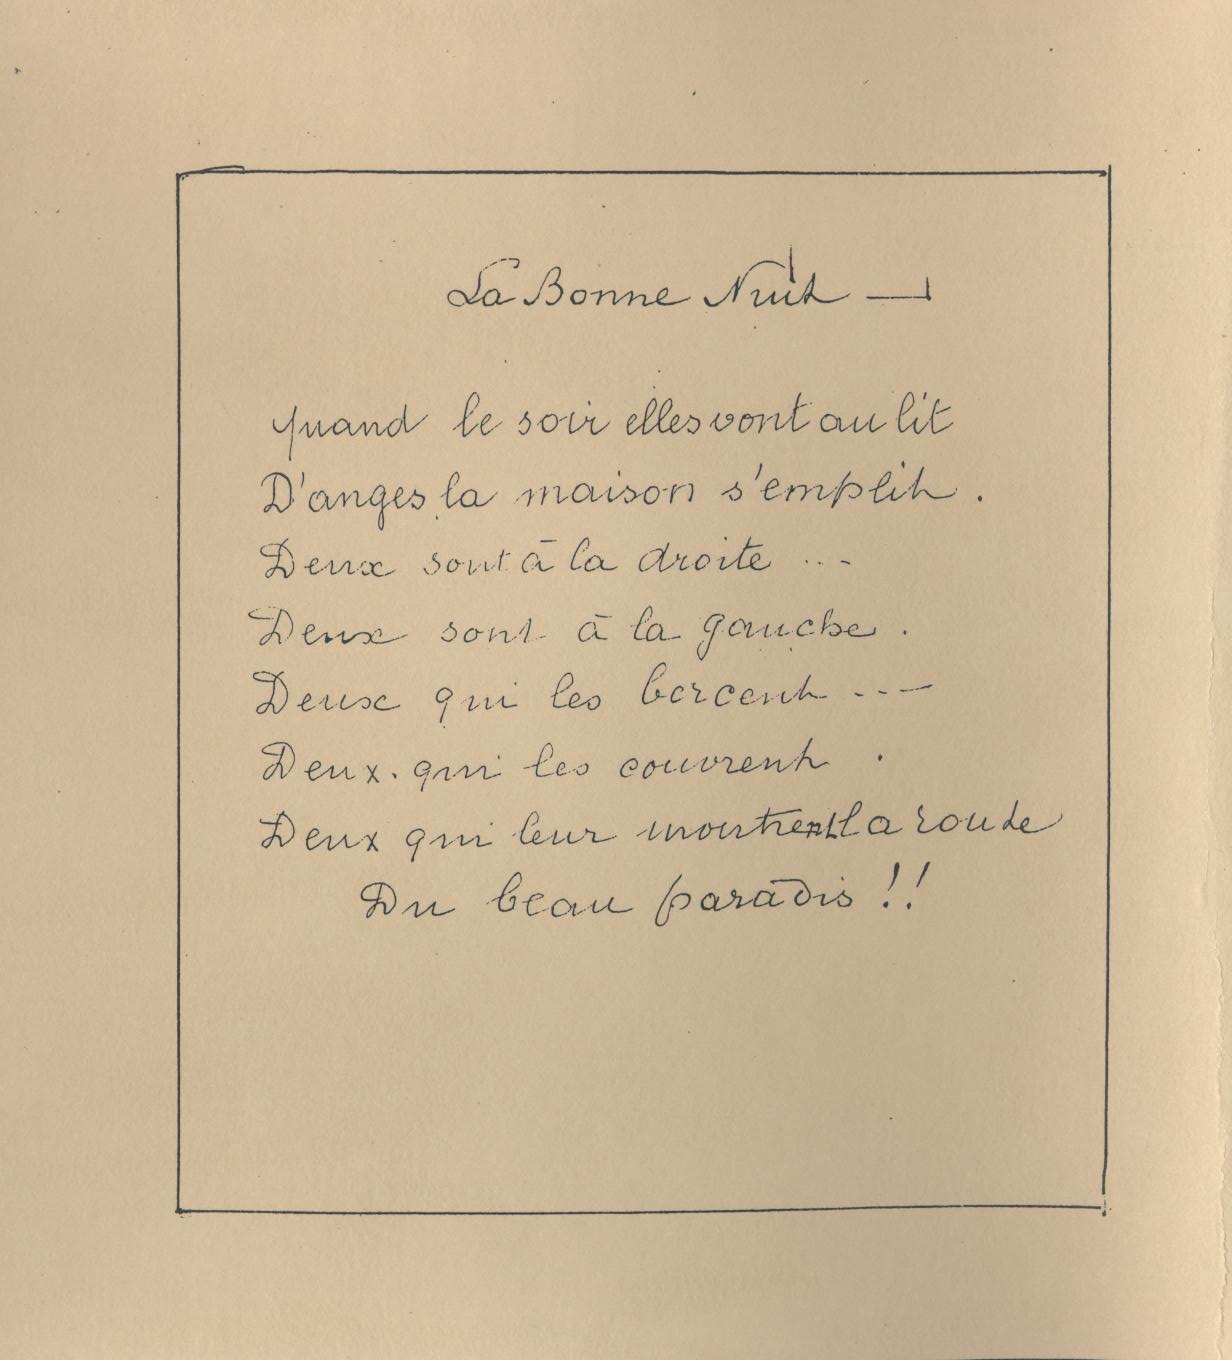 La Bonne Nuit —
quand le soir elles vont au lit
D'anges la maison s'emplit .
Deux sont à la droite ...
Deux sont à la gauche .
Deux qui les bercent ...
Deux . qui les couvrent .
Deux qui leur montrent la route
Du beau paradis !!